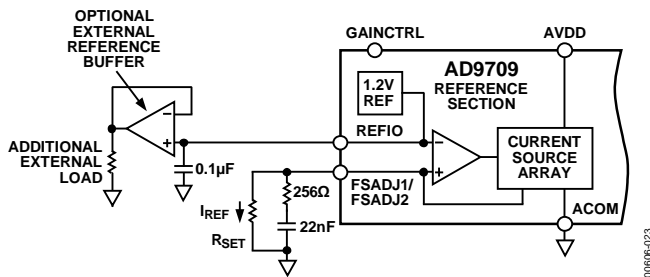 OPTIONAL
EXTERNAL
REFERENCE
BUFFER
GAINCTRL
AVDD
AD9709
REFERENCE
SECTION
1.2V
REF
–
+
REFIO
ADDITIONAL
EXTERNAL
LOAD
0.1µF
–
+
CURRENT
SOURCE
ARRAY
256Ω
FSADJ1/
FSADJ2
IREF
22nF
RSET
ACOM
00606-023